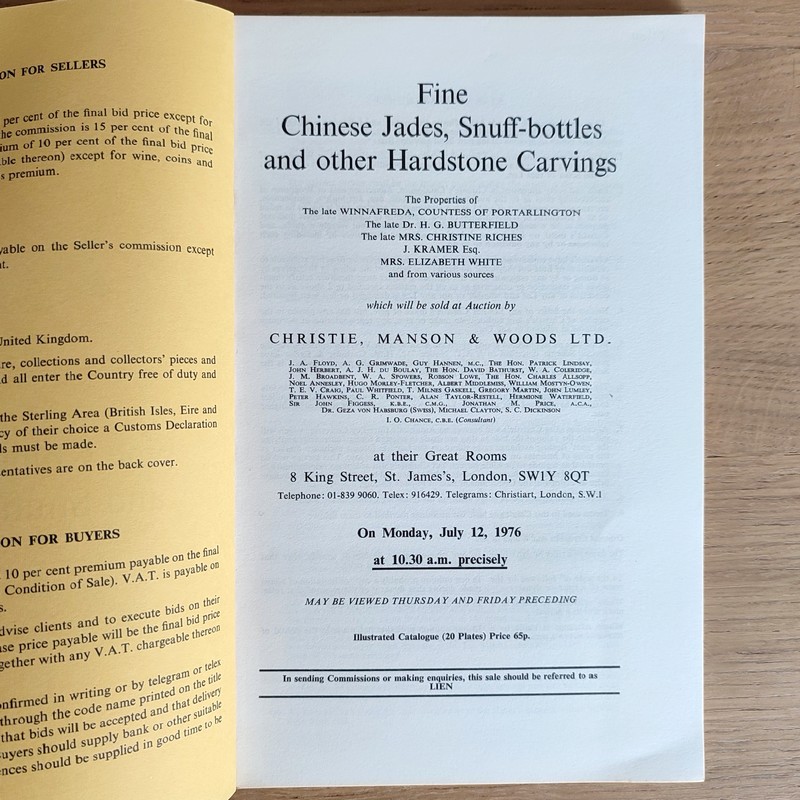 ON FOR SELLERS
per cent of the final bid price except for
he commission is 15 per cent of the final
ium of 10 per cent of the final bid price
ble thereon) except for wine, coins and
s premium.
yable on the Seller's commission except
t.
United Kingdom.
re, collections and collectors' pieces and
d all enter the Country free of duty and
the Sterling Area (British Isles, Eire and
cy of their choice a Customs Declaration
ls must be made.
entatives are on the back cover.
ON FOR BUYERS
10 per cent premium payable on the final
Condition of Sale). V.A.T. is payable on
s.
dvise clients and to execute bids on their
ase price payable will be the final bid price
gether with any V.A.T. chargeable thereon
onfirmed in writing or by telegram or telex
through the code name printed on the title
that bids will be accepted and that delivery
uyers should supply bank or other suitable
nces should be supplied in good time to be
Fine
Chinese Jades, Snuff-bottles
and other Hardstone Carvings
The Properties of
The late WINNAFREDA, COUNTESS OF PORTARLINGTON
The late Dr. H. G. BUTTERFIELD
The late MRS. CHRISTINE RICHES
J. KRAMER Esq.
MRS. ELIZABETH WHITE
and from various sources
which will be sold at Auction by
CHRISTIE, MANSON & WOODS LTD.
J. A. FLOYD, A. G. GRIMWADE, GUY HANNEN, M.C., THE HON. PATRICK LINDSAY,
JOHN HERBERT, A. J. H. DU BOULAY, THE HON. DAVID BATHURST, W. A. COLERIDGE,
J. M. BROADBENT, W. A. SPOWERS, ROBSON LOWE, THE HON. CHARLES ALLSOPP,
NOEL ANNESLEY, HUGO MORLEY-FLETCHER, ALBERT MIDDLEMISS, WILLIAM MOSTYN-OWEN,
T. E. V. CRAIG, PAUL WHITFIELD, T. MILNES GASKELL, GREGORY MARTIN, JOHN LUMLEY,
PETER HAWKINS, C. R. PONTER, ALAN TAYLOR-RESTELL, HERMIONE WATERFIELD,
SIR JOHN FIGGESS, K.B.E., C.M.G., JONATHAN M. PRICE, A.C.A.,
DR. GEZA VON HABSBURG (SWISS), MICHAEL CLAYTON, S. C. DICKINSON
I. O. CHANCE, C.B.E. (Consultant)
at their Great Rooms
8 King Street, St. James's, London, SW1Y 8QT
Telephone: 01-839 9060. Telex: 916429. Telegrams: Christiart, London, S.W.1
On Monday, July 12, 1976
at 10.30 a.m. precisely
MAY BE VIEWED THURSDAY AND FRIDAY PRECEDING
Illustrated Catalogue (20 Plates) Price 65p.
In sending Commissions or making enquiries, this sale should be referred to as
LIEN